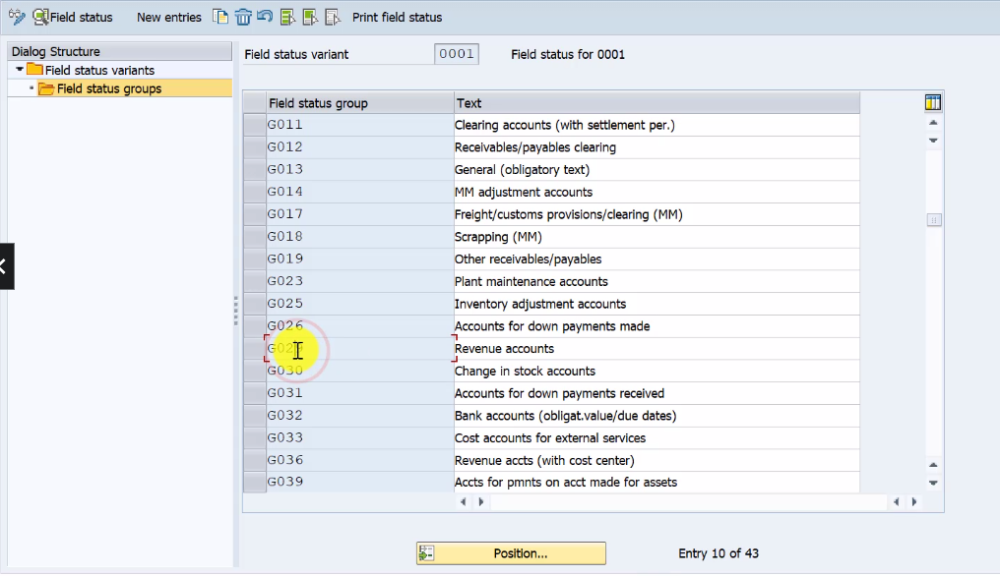 Field status New entries Print field status
Dialog Structure
Field status variants
Field status groups
Field status variant 0001 Field status for 0001
Field status group Text
G011 Clearing accounts (with settlement per.)
G012 Receivables/payables clearing
G013 General (obligatory text)
G014 MM adjustment accounts
G017 Freight/customs provisions/clearing (MM)
G018 Scrapping (MM)
G019 Other receivables/payables
G023 Plant maintenance accounts
G025 Inventory adjustment accounts
G026 Accounts for down payments made
G029 Revenue accounts
G030 Change in stock accounts
G031 Accounts for down payments received
G032 Bank accounts (obligat.value/due dates)
G033 Cost accounts for external services
G036 Revenue accts (with cost center)
G039 Accts for pmnts on acct made for assets
Position... Entry 10 of 43